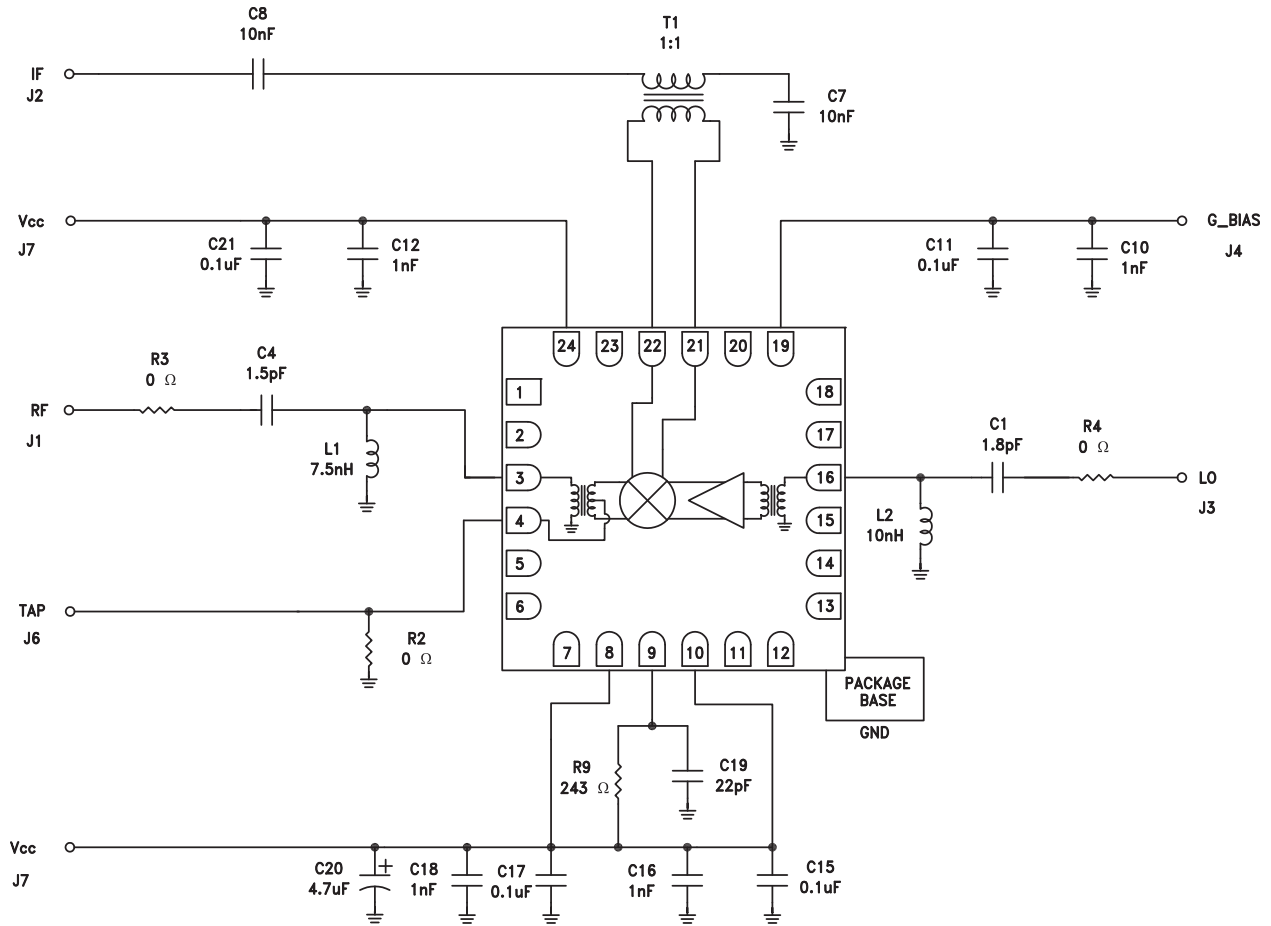 C8
10nF
T1
1:1
IF
J2
C7
10nF
Vcc
J7
C21
0.1uF
C12
1nF
C11
0.1uF
C10
1nF
G_BIAS
J4
24
23
22
21
20
19
R3
0 Ω
C4
1.5pF
RF
J1
L1
7.5nH
1
2
3
4
5
6
18
17
16
15
14
13
C1
1.8pF
R4
0 Ω
LO
J3
L2
10nH
TAP
J6
R2
0 Ω
7
8
9
10
11
12
PACKAGE
BASE
GND
R9
243 Ω
C19
22pF
Vcc
J7
C20
4.7uF
+
C18
1nF
C17
0.1uF
C16
1nF
C15
0.1uF